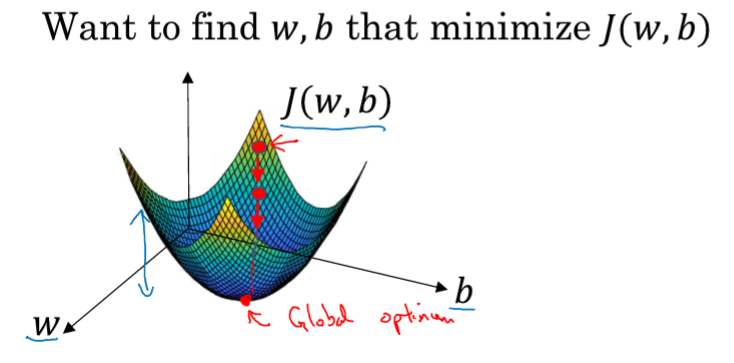 Want to find w, b that minimize J(w, b)
J(w, b)
b
w
Global optimum